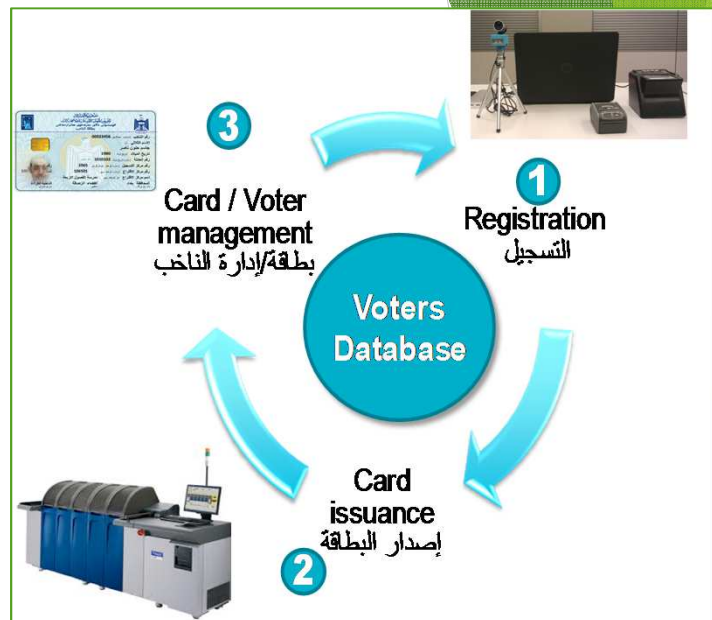 3
Card / Voter
management
بطاقة/إدارة الناخب
1
Registration
التسجيل
Voters
Database
Card
issuance
إصدار البطاقة
2